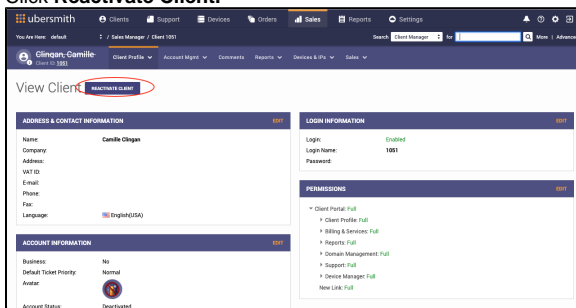 Click Reactivate Client.
ubersmith Clients Support Devices Orders Sales Reports Settings
You Are Here: default / Sales Manager / Client 1051 Search Client Manager for More | Advance
Clingan, Camille Client Profile Account Mgmt Comments Reports Devices & IPs Sales
Client ID 1051
View Client REACTIVATE CLIENT
ADDRESS & CONTACT INFORMATION EDIT
Name: Camille Clingan
Company:
Address:
VAT ID:
E-mail:
Phone:
Fax:
Language: English(USA)
ACCOUNT INFORMATION EDIT
Business: No
Default Ticket Priority: Normal
Avatar:
Account Status: Deactivated
LOGIN INFORMATION EDIT
Login: Enabled
Login Name: 1051
Password:
PERMISSIONS EDIT
Client Portal: Full
Client Profile: Full
Billing & Services: Full
Reports: Full
Domain Management: Full
Support: Full
Device Manager: Full
New Link: Full